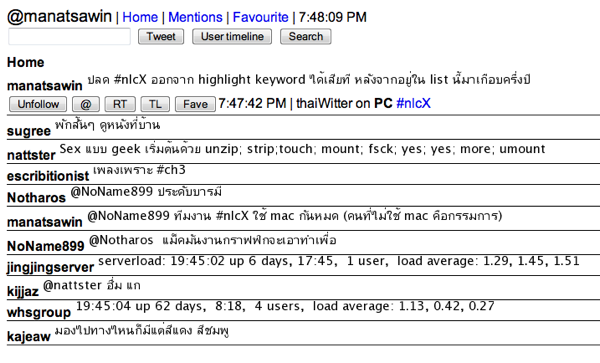 @manatsawin | Home | Mentions | Favourite | 7:48:09 PM
Tweet User timeline Search
Home
manatsawin ปลด #nlcX ออกจาก highlight keyword ได้เสียที หลังจากอยู่ใน list นี้มาเกือบครึ่งปี
Unfollow @ RT TL Fave 7:47:42 PM | thaiWitter on PC #nlcX
sugree พักสั้นๆ ดูหนังที่บ้าน
nattster Sex แบบ geek เริ่มต้นด้วย unzip; strip;touch; mount; fsck; yes; yes; more; umount
escribitionist เพลงเพราะ #ch3
Notharos @NoName899 ประดับบารมี
manatsawin @NoName899 ทีมงาน #nlcX ใช้ mac กันหมด (คนที่ไม่ใช้ mac คือกรรมการ)
NoName899 @Notharos แม็คมันงานกราฟฟิกจะเอาท่าเพื่อ
jingjingserver serverload: 19:45:02 up 6 days, 17:45, 1 user, load average: 1.29, 1.45, 1.51
kijjaz @nattster ฮึ่ม แก
whsgroup 19:45:04 up 62 days, 8:18, 4 users, load average: 1.13, 0.42, 0.27
kajeaw มองไปทางไหนก็มีแต่สีแดง สีชมพู